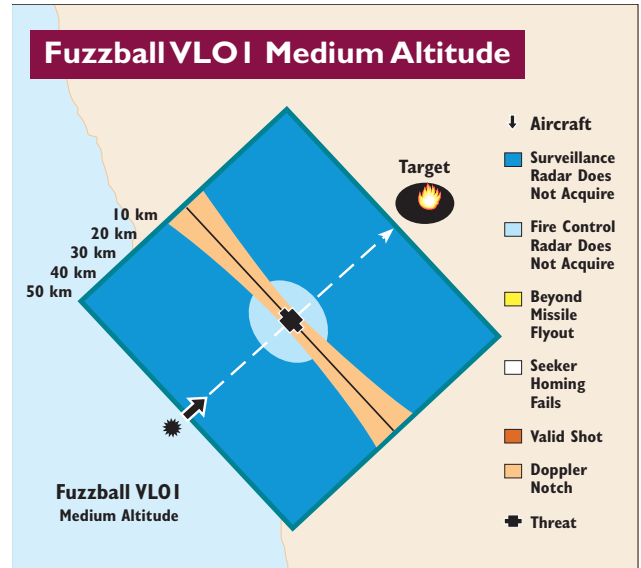 Fuzzball VLO1 Medium Altitude
Target
10 km
20 km
30 km
40 km
50 km
Fuzzball VLO1
Medium Altitude
Aircraft
Surveillance
Radar Does
Not Acquire
Fire Control
Radar Does
Not Acquire
Beyond
Missile
Flyout
Seeker
Homing
Fails
Valid Shot
Doppler
Notch
Threat